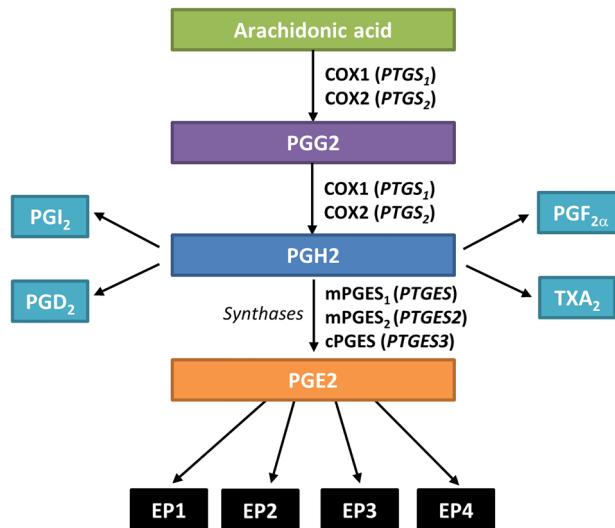 Arachidonic acid
COX1 (PTGS₁)
COX2 (PTGS₂)
PGG2
COX1 (PTGS₁)
COX2 (PTGS₂)
PGI₂
PGF₂α
PGH2
PGD₂
TXA₂
Synthases
mPGES₁ (PTGES)
mPGES₂ (PTGES2)
cPGES (PTGES3)
PGE2
EP1
EP2
EP3
EP4